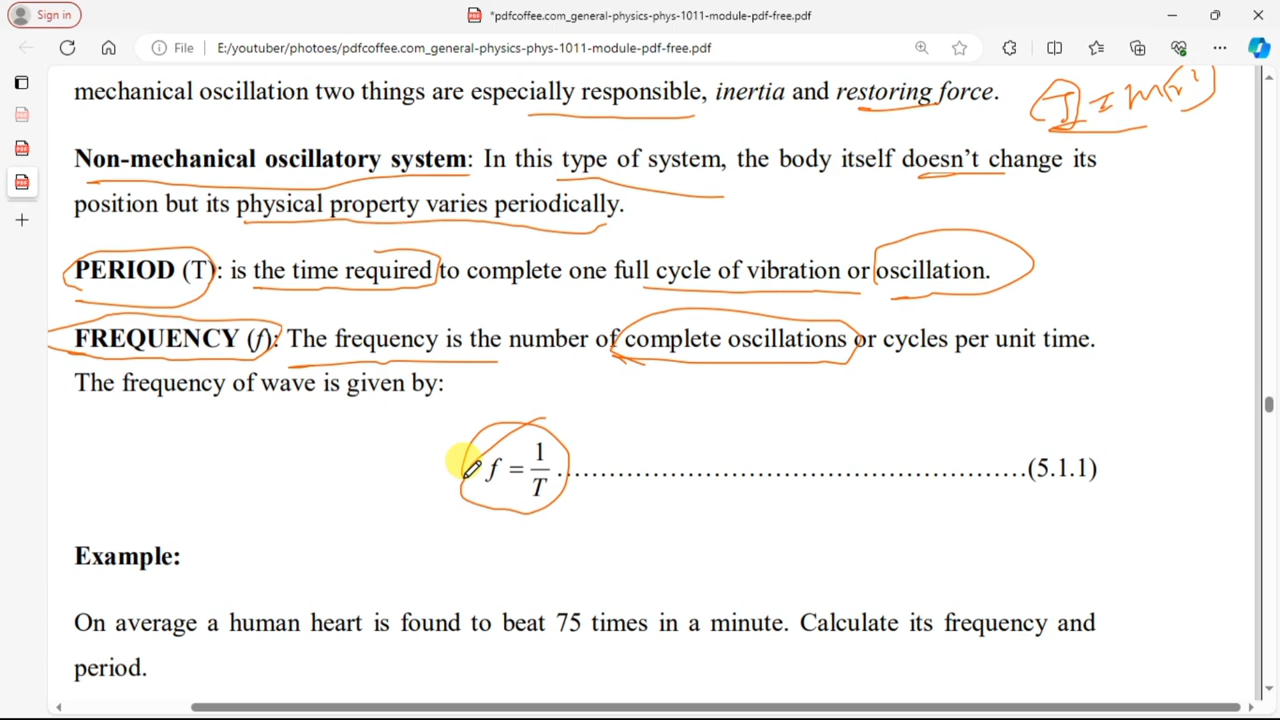 Sign in
*pdfcoffee.com_general-physics-phys-1011-module-pdf-free.pdf
File
E:/youtuber/photoes/pdfcoffee.com_general-physics-phys-1011-module-pdf-free.pdf
mechanical oscillation two things are especially responsible, inertia and restoring force.
Non-mechanical oscillatory system: In this type of system, the body itself doesn’t change its
position but its physical property varies periodically.
PERIOD (T): is the time required to complete one full cycle of vibration or oscillation.
FREQUENCY (f): The frequency is the number of complete oscillations or cycles per unit time.
The frequency of wave is given by:
f = 1/T ……………………………………………(5.1.1)
Example:
On average a human heart is found to beat 75 times in a minute. Calculate its frequency and
period.